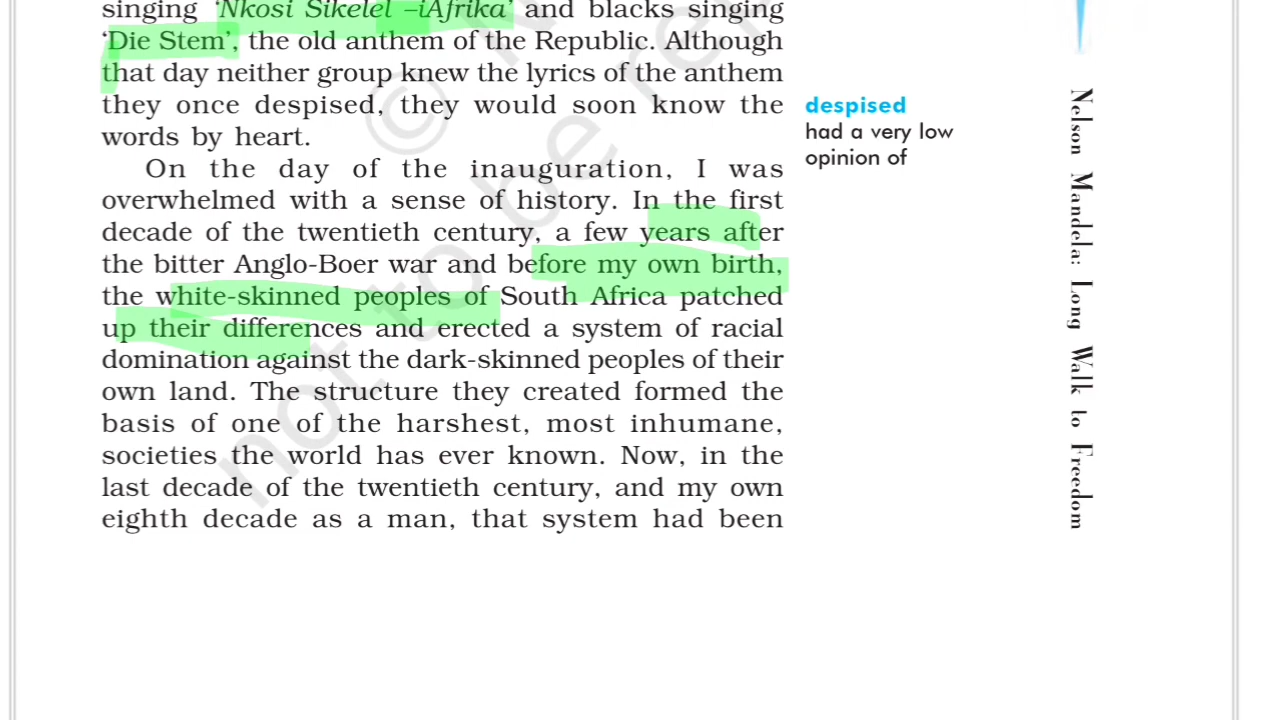 singing ‘Nkosi Sikelel –iAfrika’ and blacks singing
‘Die Stem’, the old anthem of the Republic. Although
that day neither group knew the lyrics of the anthem
they once despised, they would soon know the
words by heart.
On the day of the inauguration, I was
overwhelmed with a sense of history. In the first
decade of the twentieth century, a few years after
the bitter Anglo-Boer war and before my own birth,
the white-skinned peoples of South Africa patched
up their differences and erected a system of racial
domination against the dark-skinned peoples of their
own land. The structure they created formed the
basis of one of the harshest, most inhumane,
societies the world has ever known. Now, in the
last decade of the twentieth century, and my own
eighth decade as a man, that system had been
despised
had a very low
opinion of
Nelson Mandela: Long Walk to Freedom
©
not to be re